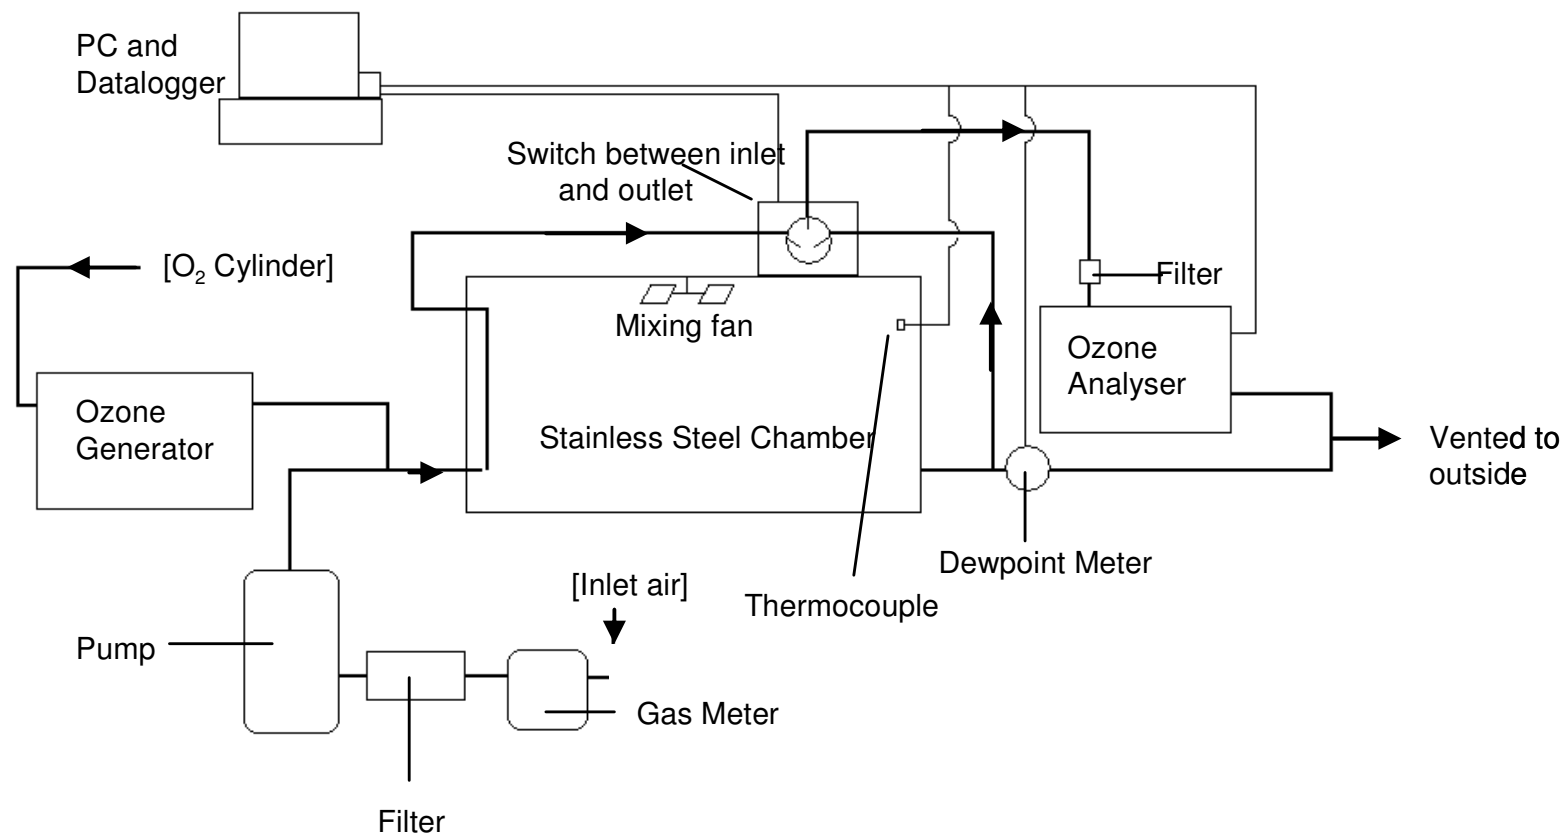 PC and
Datalogger
Switch between inlet
and outlet
[O₂ Cylinder]
Filter
Mixing fan
Ozone
Analyser
Ozone
Generator
Stainless Steel Chamber
Vented to
outside
Dewpoint Meter
[Inlet air]
Thermocouple
Pump
Gas Meter
Filter